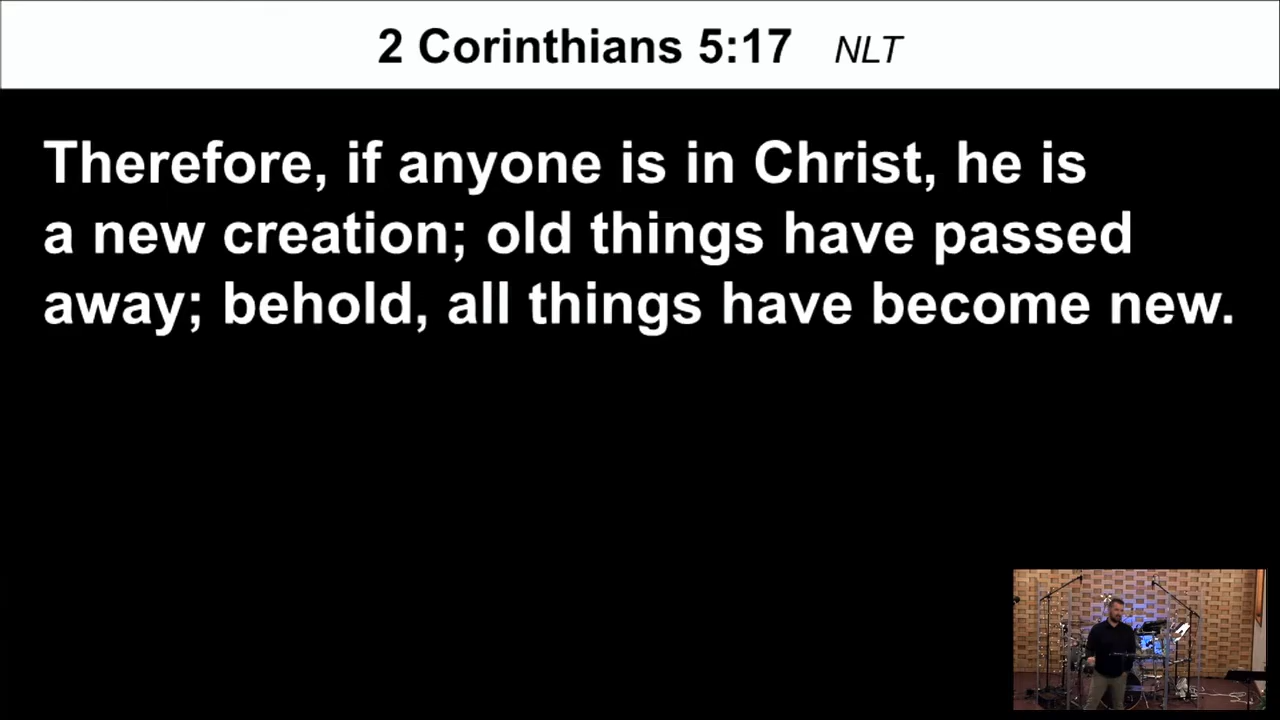 2 Corinthians 5:17 NLT
Therefore, if anyone is in Christ, he is
a new creation; old things have passed
away; behold, all things have become new.